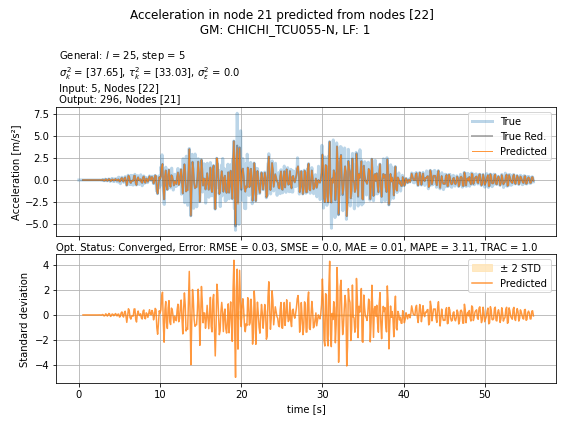 Acceleration in node 21 predicted from nodes [22]
GM: CHICHI_TCU055-N, LF: 1
General: l = 25, step = 5
σ²ₖ = [37.65], τ²ₖ = [33.03], σ²ₑ = 0.0
Input: 5, Nodes [22]
Output: 296, Nodes [21]
Acceleration [m/s²]
7.5
5.0
2.5
0.0
−2.5
−5.0
True
True Red.
Predicted
Opt. Status: Converged, Error: RMSE = 0.03, SMSE = 0.0, MAE = 0.01, MAPE = 3.11, TRAC = 1.0
Standard deviation
4
2
0
−2
−4
± 2 STD
Predicted
0 10 20 30 40 50
time [s]